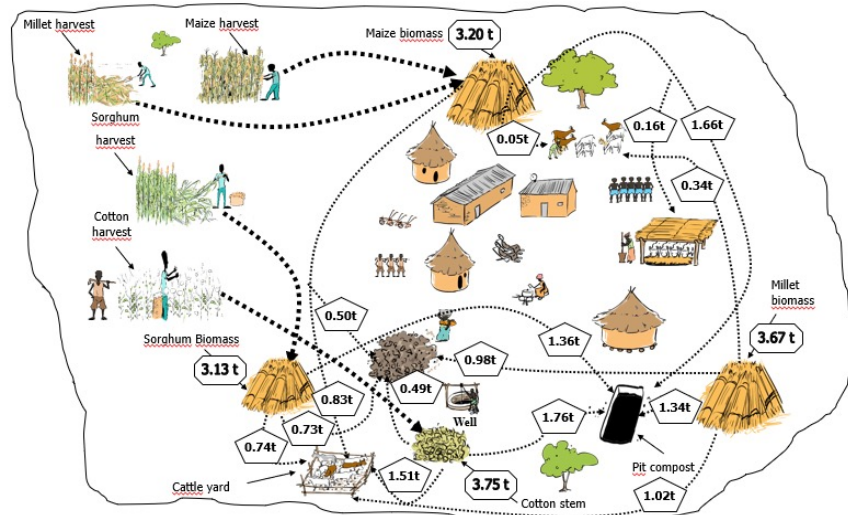 Millet harvest
Maize harvest
Maize biomass
3.20 t
Sorghum
harvest
0.05t
0.16t
1.66t
0.34t
Cotton
harvest
Millet
biomass
Sorghum Biomass
0.50t
1.36t
3.67 t
3.13 t
0.98t
0.49t
0.83t
Well
1.76t
1.34t
0.73t
0.74t
Pit compost
Cattle yard
1.51t
3.75 t
Cotton stem
1.02t